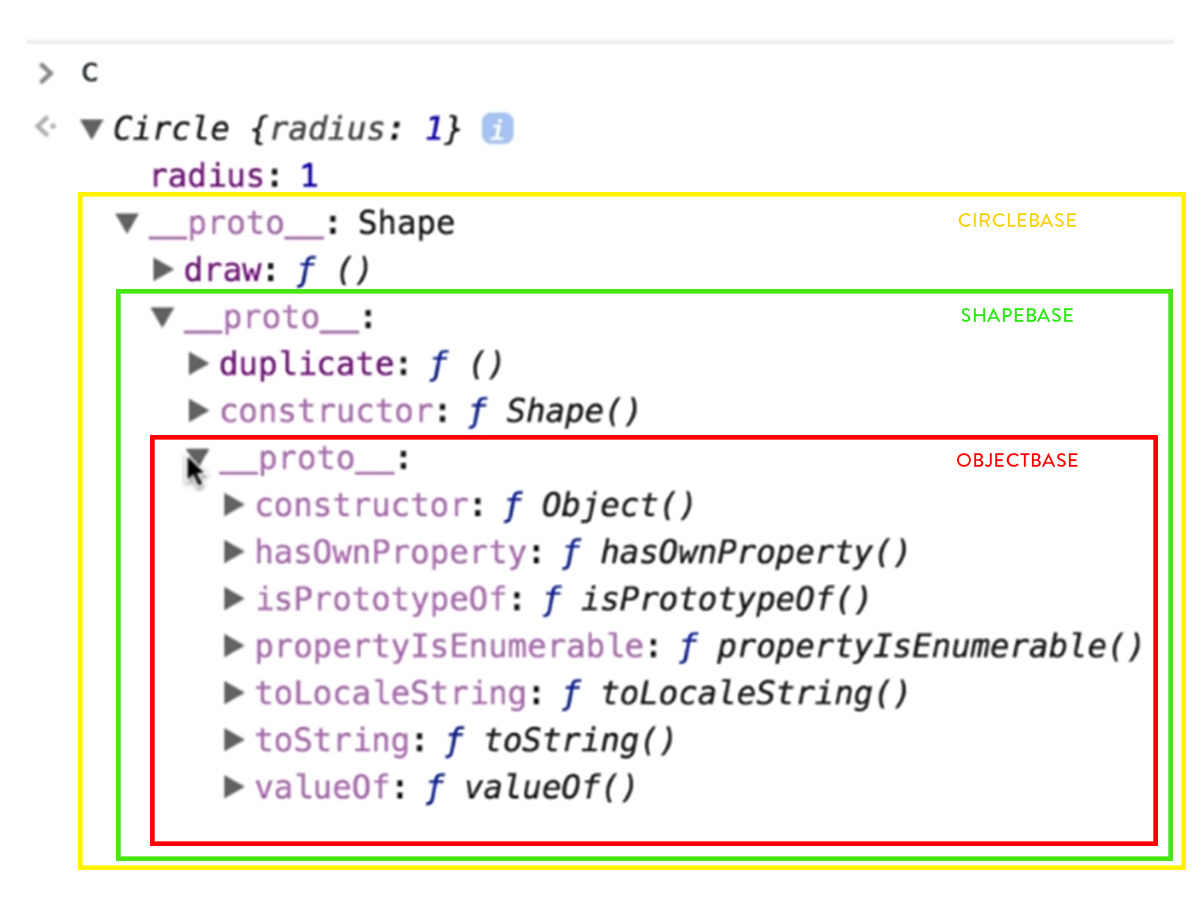 > c
<· ▼ Circle {radius: 1} i
radius: 1
▼ __proto__: Shape CIRCLEBASE
▶ draw: ƒ ()
▼ __proto__: SHAPEBASE
▶ duplicate: ƒ ()
▶ constructor: ƒ Shape()
▼ __proto__: OBJECTBASE
▶ constructor: ƒ Object()
▶ hasOwnProperty: ƒ hasOwnProperty()
▶ isPrototypeOf: ƒ isPrototypeOf()
▶ propertyIsEnumerable: ƒ propertyIsEnumerable()
▶ toLocaleString: ƒ toLocaleString()
▶ toString: ƒ toString()
▶ valueOf: ƒ valueOf()